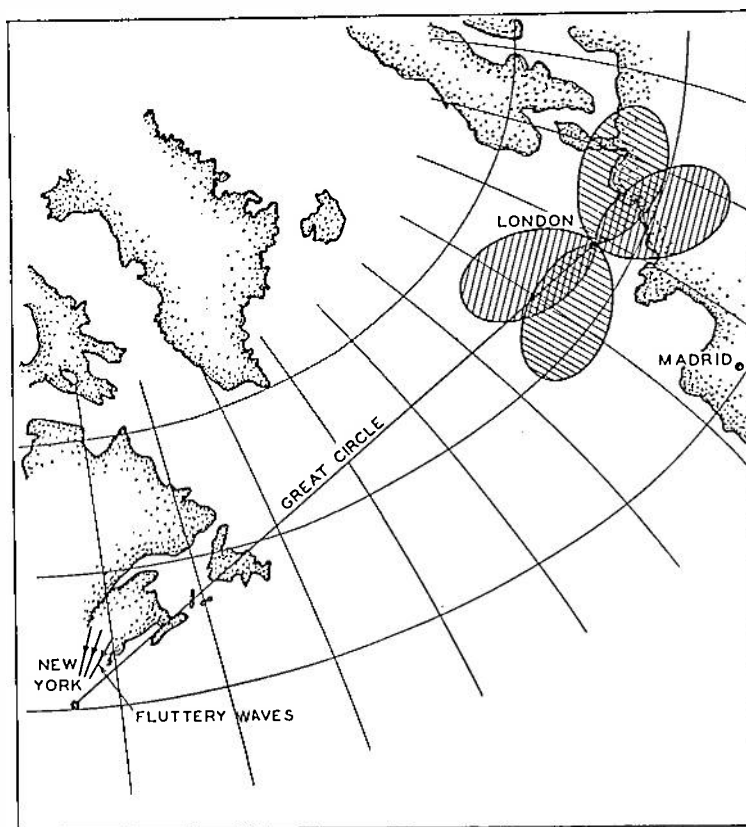 LONDON
MADRID
GREAT CIRCLE
NEW
YORK
FLUTTERY WAVES